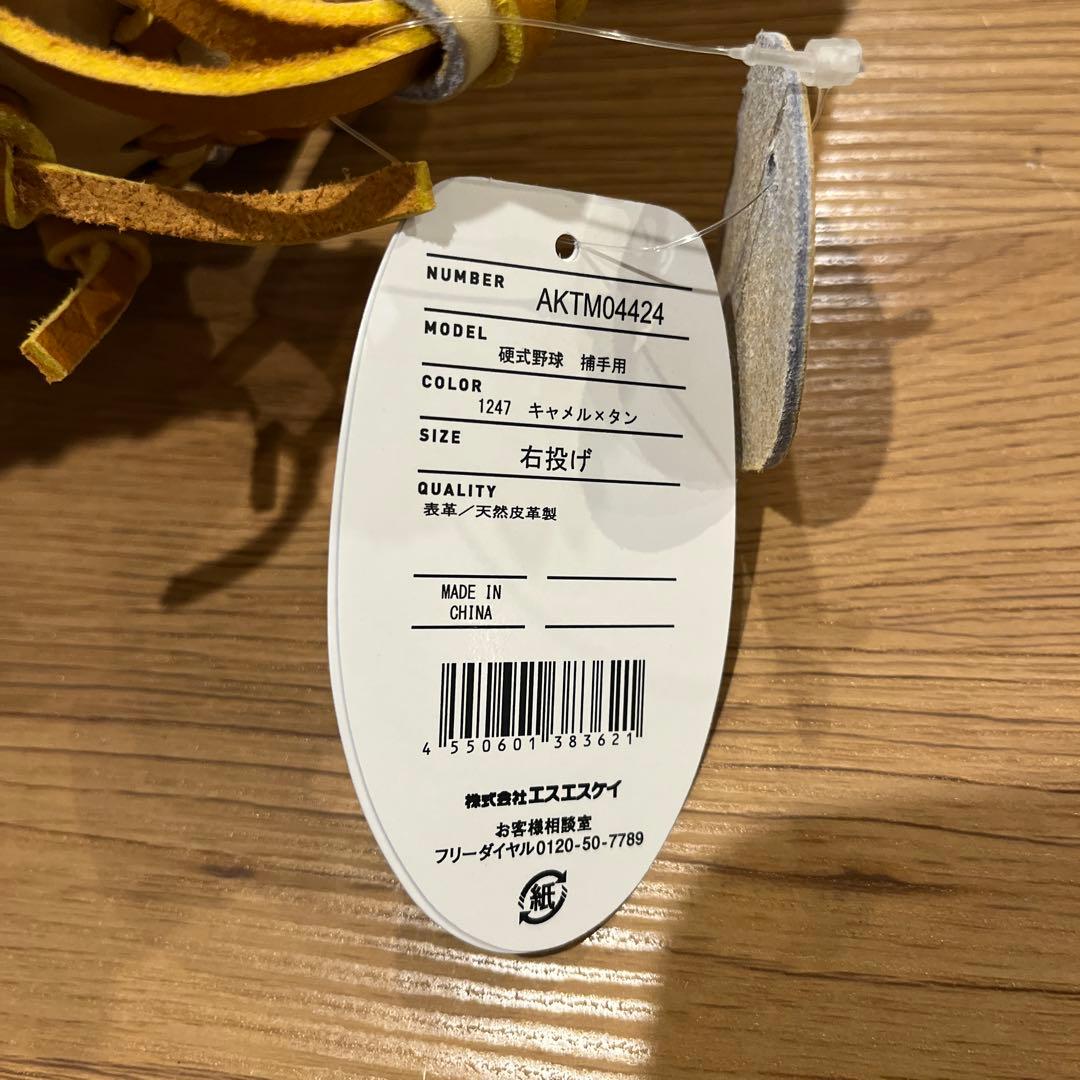 NUMBER
AKTM04424
MODEL
硬式野球 捕手用
COLOR
1247 キャメル×タン
SIZE
右投げ
QUALITY
表革／天然皮革製
MADE IN
CHINA
4 550601 383621
株式会社エスエスケイ
お客様相談室
フリーダイヤル0120-50-7789
紙